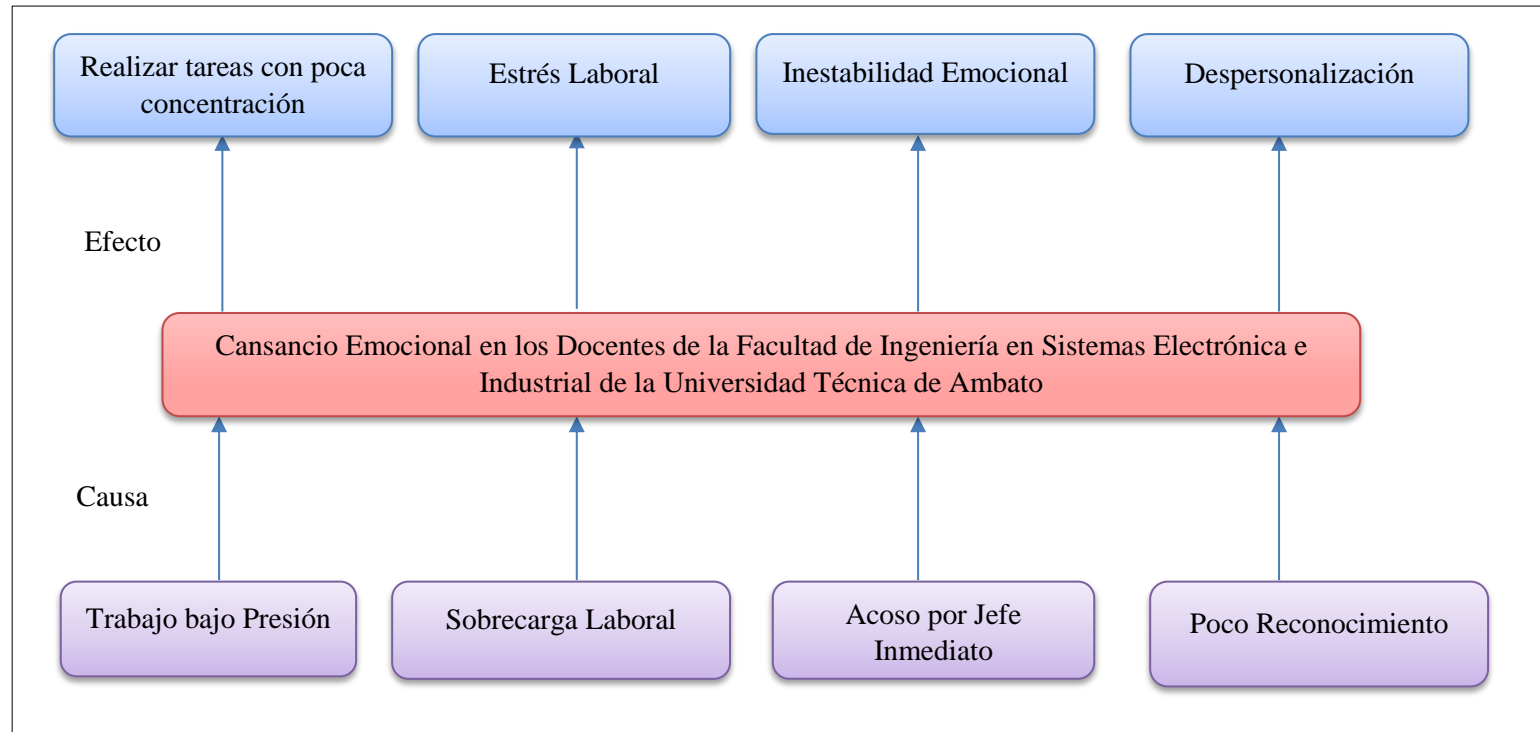 Realizar tareas con poca
concentración
Estrés Laboral
Inestabilidad Emocional
Despersonalización
Efecto
Cansancio Emocional en los Docentes de la Facultad de Ingeniería en Sistemas Electrónica e
Industrial de la Universidad Técnica de Ambato
Causa
Trabajo bajo Presión
Sobrecarga Laboral
Acoso por Jefe
Inmediato
Poco Reconocimiento